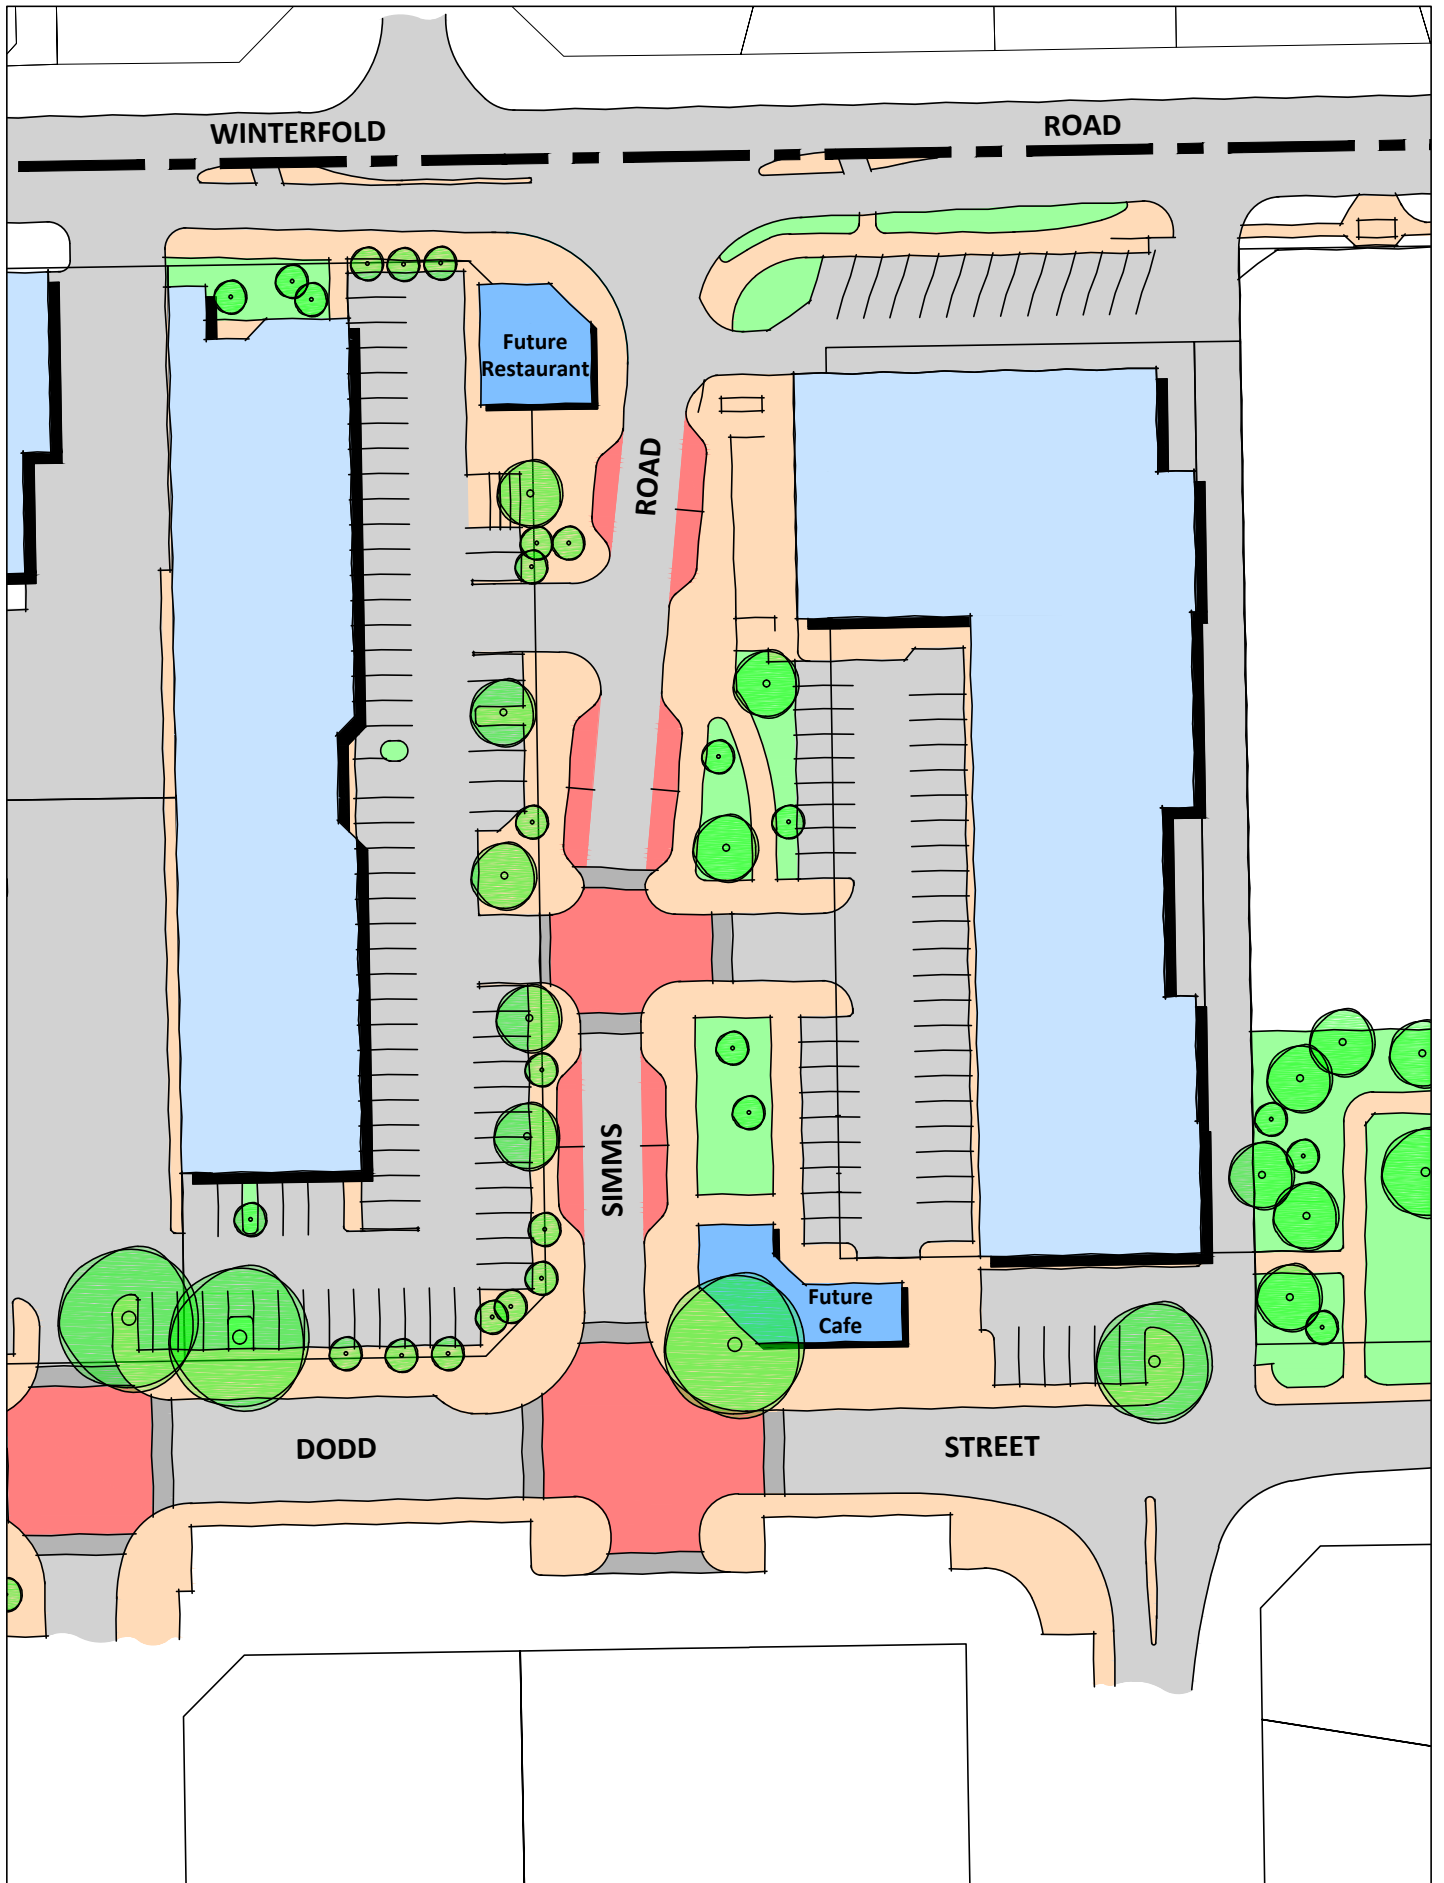 WINTERFOLD
ROAD
Future
Restaurant
ROAD
SIMMS
Future
Cafe
DODD
STREET